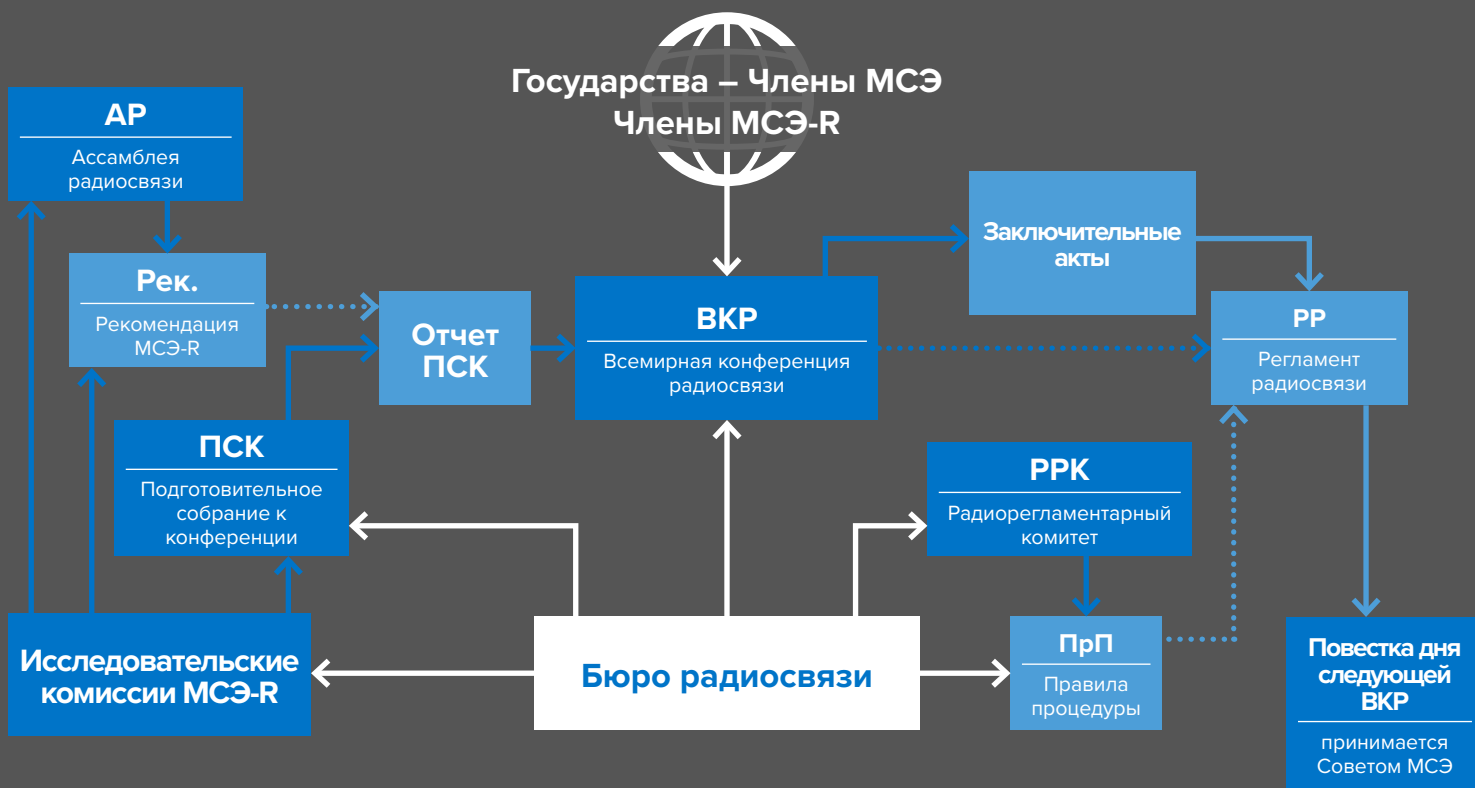 Государства – Члены МСЭ
Члены МСЭ-R
АР
Ассамблея
радиосвязи
Рек.
Рекомендация
МСЭ-R
Отчет
ПСК
ВКР
Всемирная конференция
радиосвязи
Заключительные
акты
РР
Регламент
радиосвязи
ПСК
Подготовительное
собрание к
конференции
РРК
Радиорегламентарный
комитет
Исследовательские
комиссии МСЭ-R
Бюро радиосвязи
ПрП
Правила
процедуры
Повестка дня
следующей
ВКР
принимается
Советом МСЭ